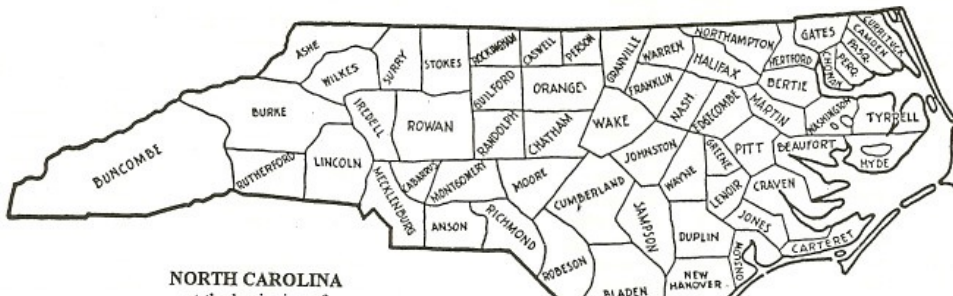 ASHE
WILKES
SURRY
STOKES
ROCKINGHAM
CASWELL
PERSON
GRANVILLE
WARREN
NORTHAMPTON
HALIFAX
HERTFORD
GATES
CURRITUCK
CAMDEN
PASQ.
PERQ.
CHOWAN
BERTIE
BURKE
IREDELL
ROWAN
GUILFORD
ORANGE
FRANKLIN
NASH
EDGECOMBE
MARTIN
WASHINGTON
TYRRELL
BUNCOMBE
RUTHERFORD
LINCOLN
RANDOLPH
CHATHAM
WAKE
JOHNSTON
GREENE
PITT
BEAUFORT
HYDE
MECKLENBURG
CABARRUS
MONTGOMERY
MOORE
CUMBERLAND
WAYNE
LENOIR
CRAVEN
ANSON
RICHMOND
SAMPSON
DUPLIN
JONES
CARTERET
ONSLOW
ROBESON
BLADEN
NEW
HANOVER
NORTH CAROLINA